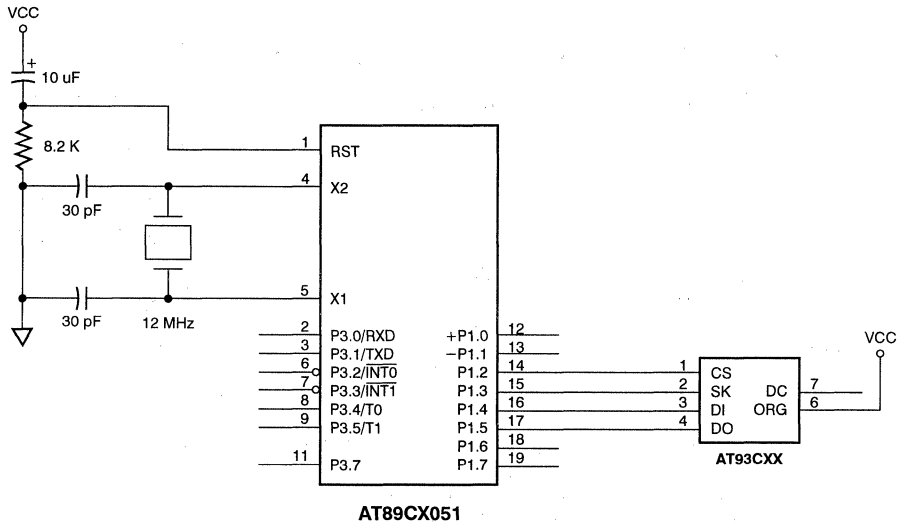 VCC
+
10 uF
8.2 K
30 pF
30 pF
12 MHz
1 RST
4 X2
5 X1
2 P3.0/RXD
3 P3.1/TXD
6 P3.2/INT0
7 P3.3/INT1
8 P3.4/T0
9 P3.5/T1
11 P3.7
+P1.0 12
−P1.1 13
P1.2 14
P1.3 15
P1.4 16
P1.5 17
P1.6 18
P1.7 19
AT89CX051
1 CS
2 SK
3 DI
4 DO
DC 7
ORG 6
VCC
AT93CXX